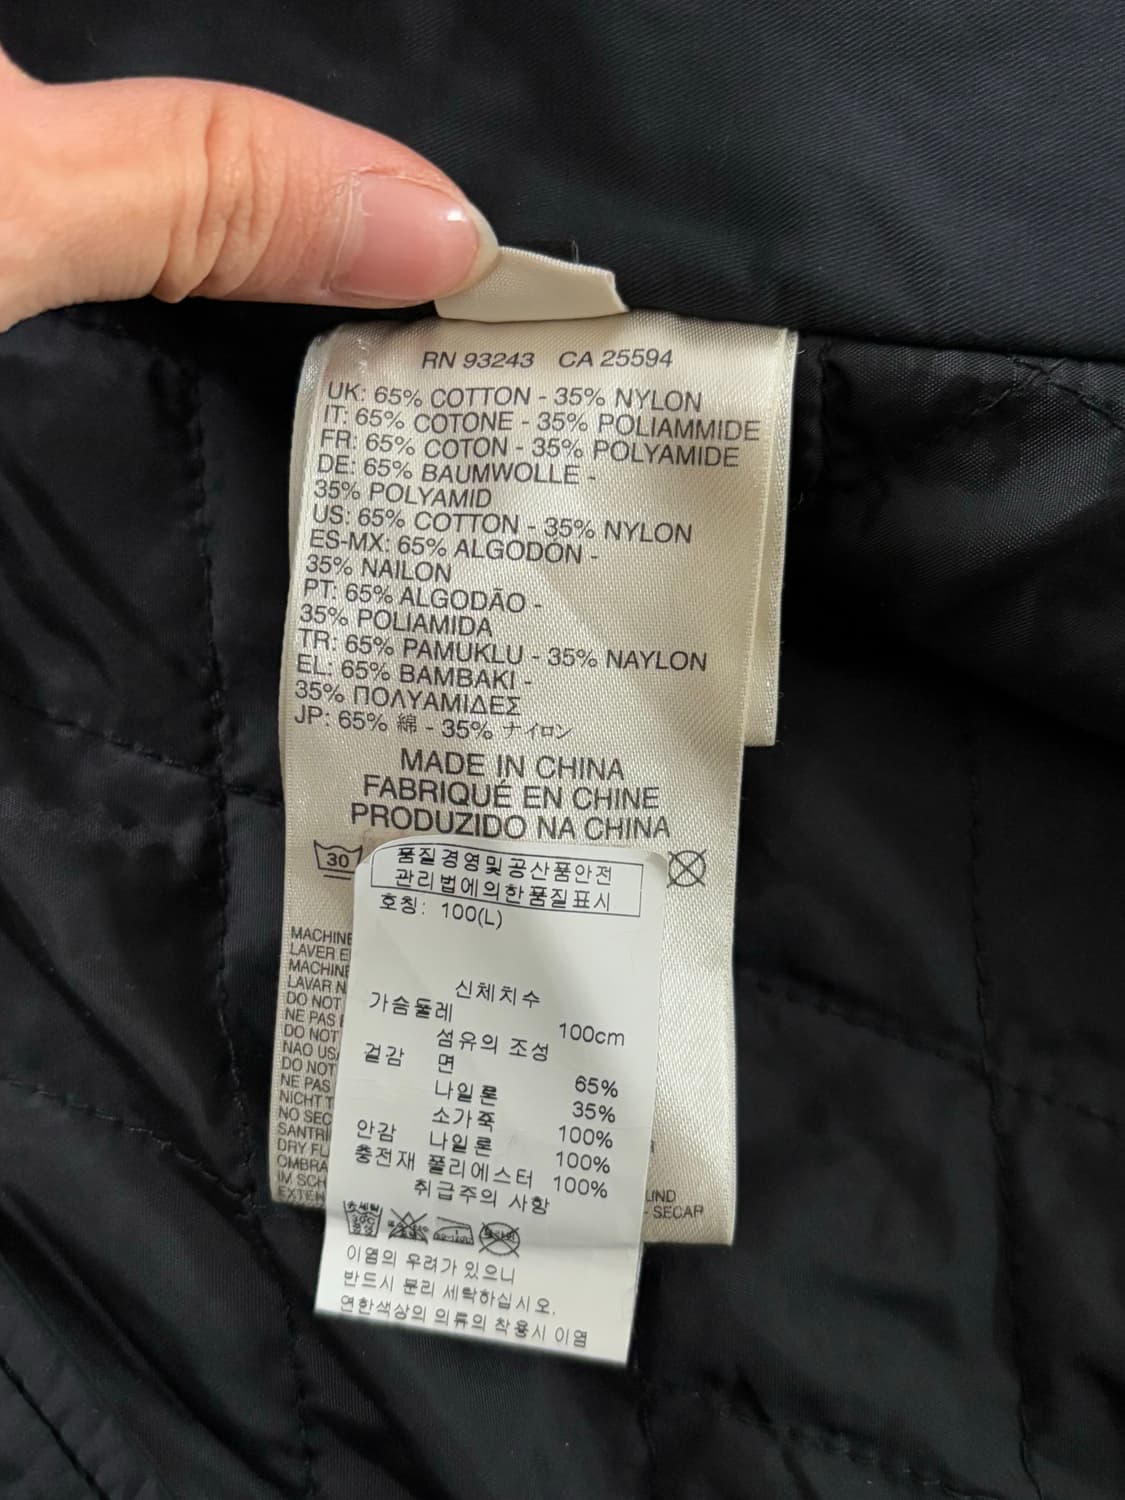 RN 93243 CA 25594
UK: 65% COTTON - 35% NYLON
IT: 65% COTONE - 35% POLIAMMIDE
FR: 65% COTON - 35% POLYAMIDE
DE: 65% BAUMWOLLE -
35% POLYAMID
US: 65% COTTON - 35% NYLON
ES-MX: 65% ALGODÓN -
35% NAILON
PT: 65% ALGODÃO -
35% POLIAMIDA
TR: 65% PAMUKLU - 35% NAYLON
EL: 65% BAMBAKI -
35% ΠΟΛΥΑΜΙΔΕΣ
JP: 65% 綿 - 35% ナイロン
MADE IN CHINA
FABRIQUÉ EN CHINE
PRODUZIDO NA CHINA
30
품질경영및공산품안전
관리법에의한품질표시
호칭: 100(L)
신체치수
가슴둘레 100cm
섬유의 조성
겉감 면 65%
나일론 35%
소가죽 100%
안감 나일론 100%
충전재 폴리에스터 100%
취급주의 사항
이염의 우려가 있으니
반드시 분리 세탁하십시오.
연한색상의 의류의 착용시 이염
MACHINE
LAVER E
MACHINE
LAVAR N
DO NOT
NE PAS
DO NOT
NAO USA
DO NOT
NE PAS
NICHT T
NO SEC
SANTRI
DRY FL
OMBRA
IM SCH
EXTEN
LIND
- SECAR